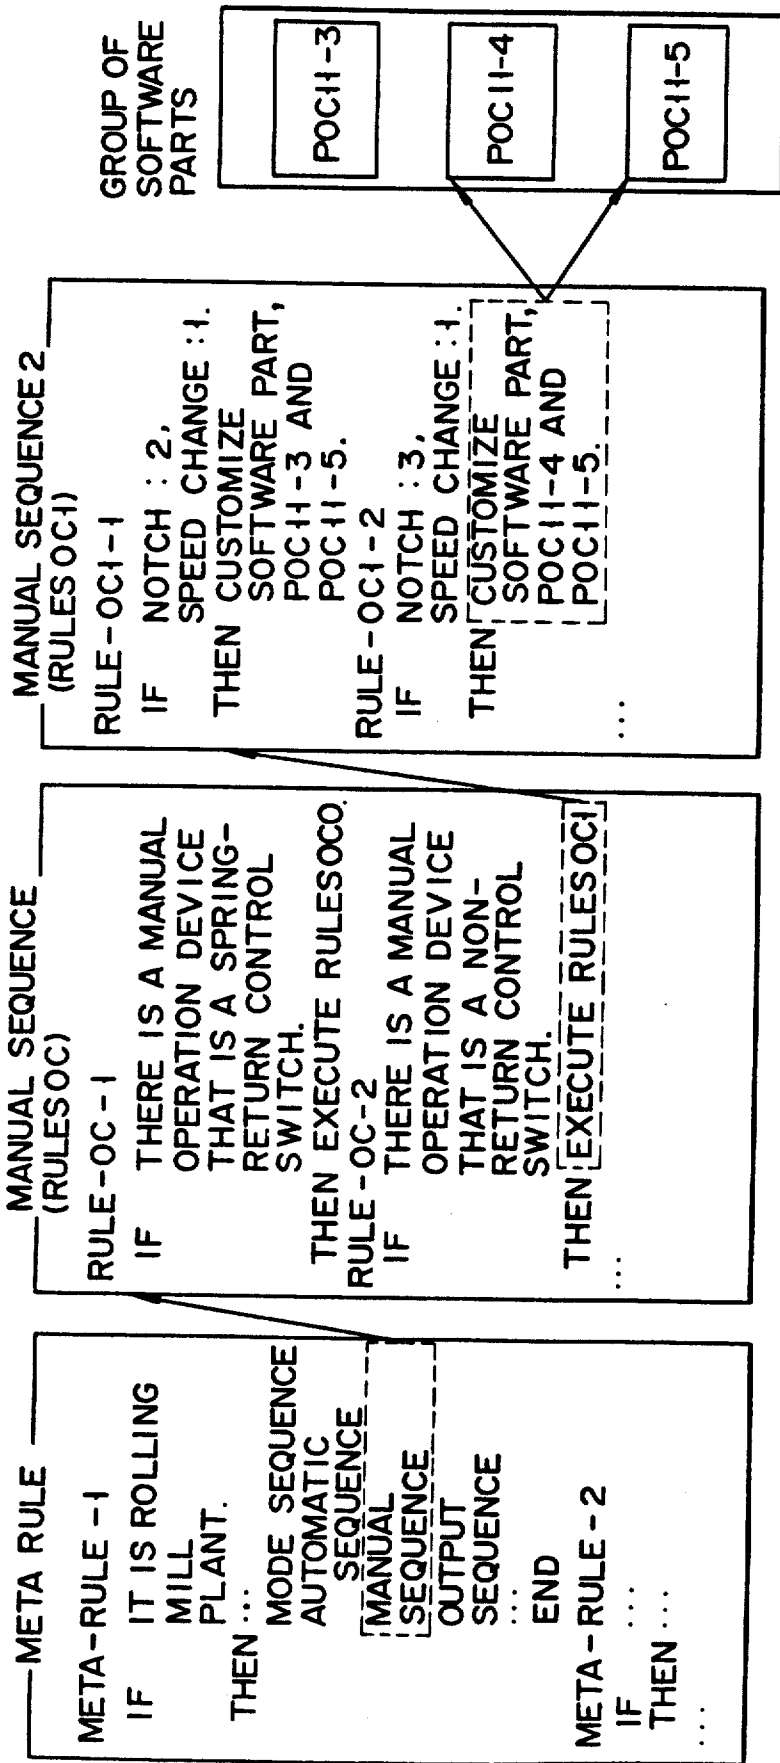 META RULE
META-RULE-1
IF IT IS ROLLING
MILL
PLANT.
THEN ...
MODE SEQUENCE
AUTOMATIC
SEQUENCE
MANUAL
SEQUENCE
OUTPUT
SEQUENCE
...
END
META-RULE-2
IF ...
THEN ...
...
MANUAL SEQUENCE
(RULESOC)
RULE-OC-1
IF THERE IS A MANUAL
OPERATION DEVICE
THAT IS A SPRING-
RETURN CONTROL
SWITCH.
THEN EXECUTE RULESOC0.
RULE-OC-2
IF THERE IS A MANUAL
OPERATION DEVICE
THAT IS A NON-
RETURN CONTROL
SWITCH.
THEN EXECUTE RULESOC1
...
MANUAL SEQUENCE 2
(RULESOC1)
RULE-OC1-1
IF NOTCH : 2,
SPEED CHANGE : 1.
THEN CUSTOMIZE
SOFTWARE PART,
POC11-3 AND
POC11-5.
RULE-OC1-2
IF NOTCH : 3,
SPEED CHANGE : 1.
THEN CUSTOMIZE
SOFTWARE PART,
POC11-4 AND
POC11-5.
...
GROUP OF
SOFTWARE
PARTS
POC11-3
POC11-4
POC11-5